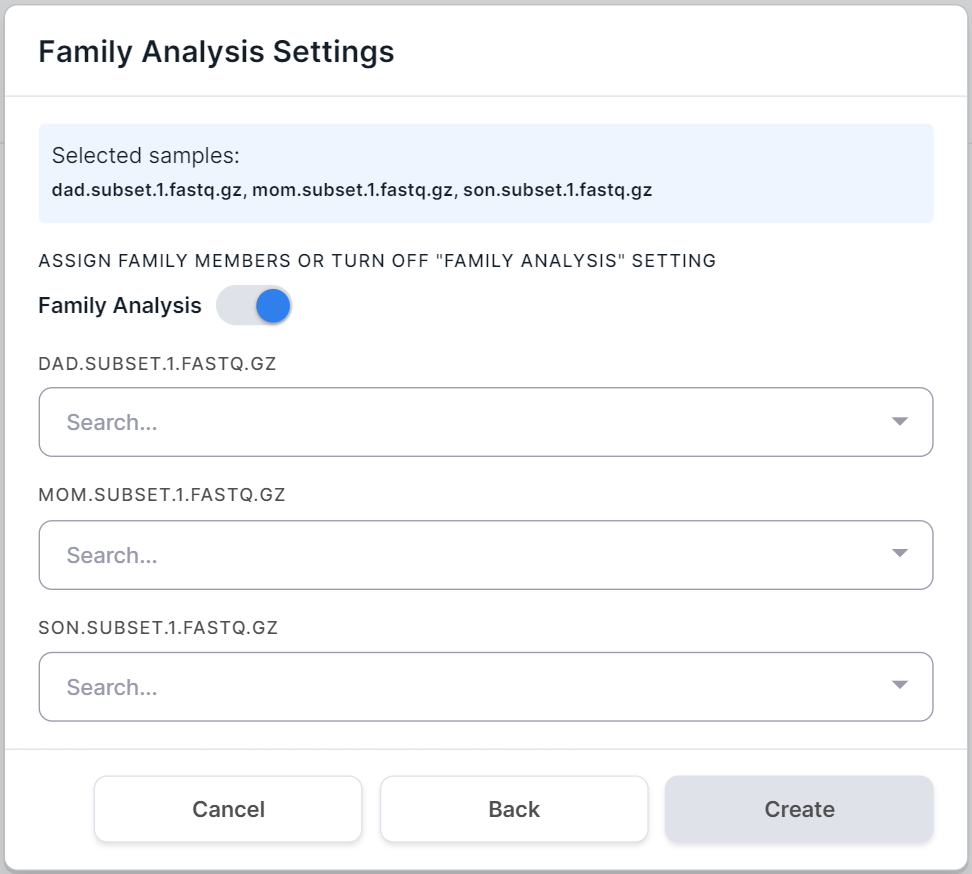 Family Analysis Settings
Selected samples:
dad.subset.1.fastq.gz, mom.subset.1.fastq.gz, son.subset.1.fastq.gz
ASSIGN FAMILY MEMBERS OR TURN OFF "FAMILY ANALYSIS" SETTING
Family Analysis
DAD.SUBSET.1.FASTQ.GZ
Search...
MOM.SUBSET.1.FASTQ.GZ
Search...
SON.SUBSET.1.FASTQ.GZ
Search...
Cancel Back Create